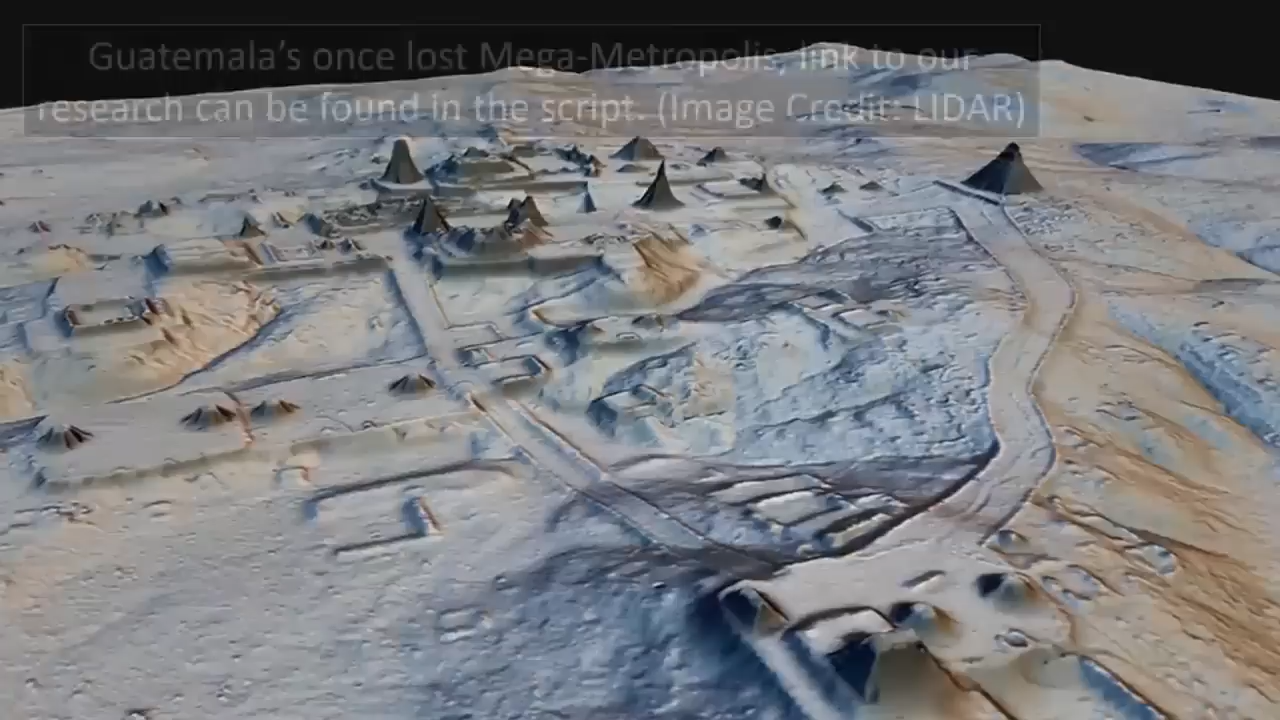 Guatemala's once lost Mega-Metropolis, link to our
research can be found in the script. (Image Credit: LIDAR)